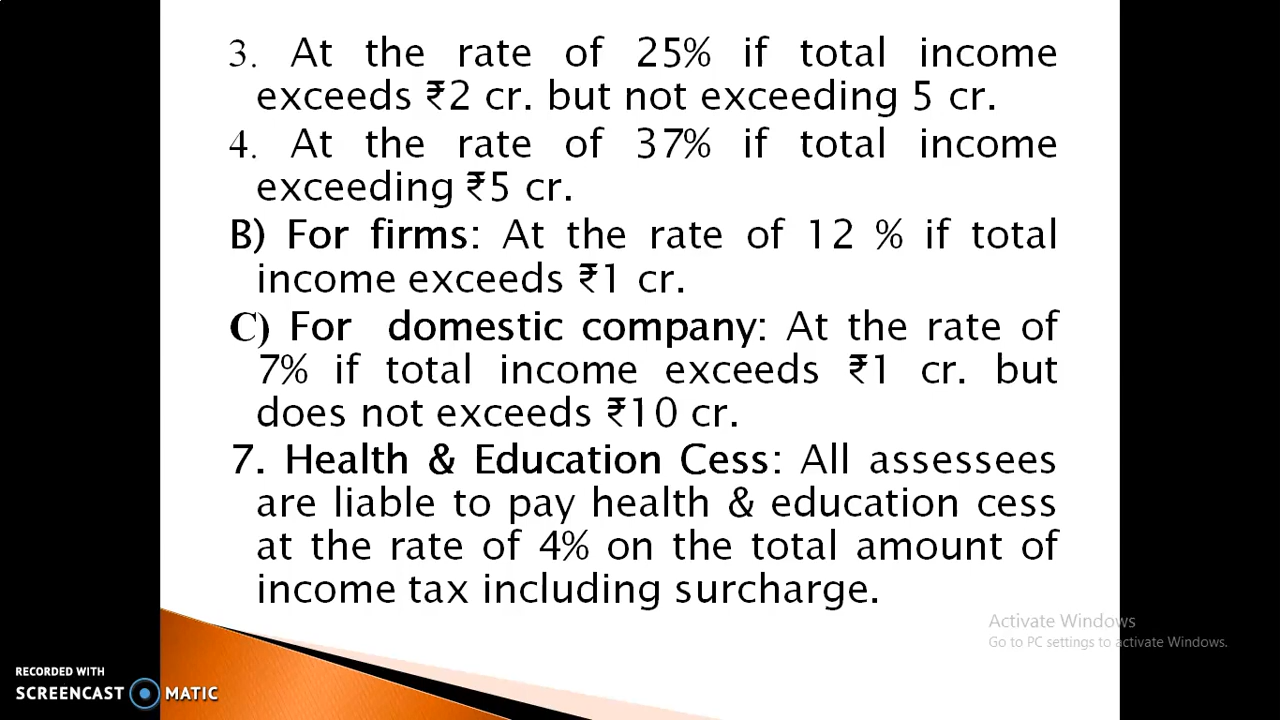 3. At the rate of 25% if total income
exceeds ₹2 cr. but not exceeding 5 cr.
4. At the rate of 37% if total income
exceeding ₹5 cr.
B) For firms: At the rate of 12 % if total
income exceeds ₹1 cr.
C) For domestic company: At the rate of
7% if total income exceeds ₹1 cr. but
does not exceeds ₹10 cr.
7. Health & Education Cess: All assessees
are liable to pay health & education cess
at the rate of 4% on the total amount of
income tax including surcharge.
Activate Windows
Go to PC settings to activate Windows.
RECORDED WITH
SCREENCAST MATIC